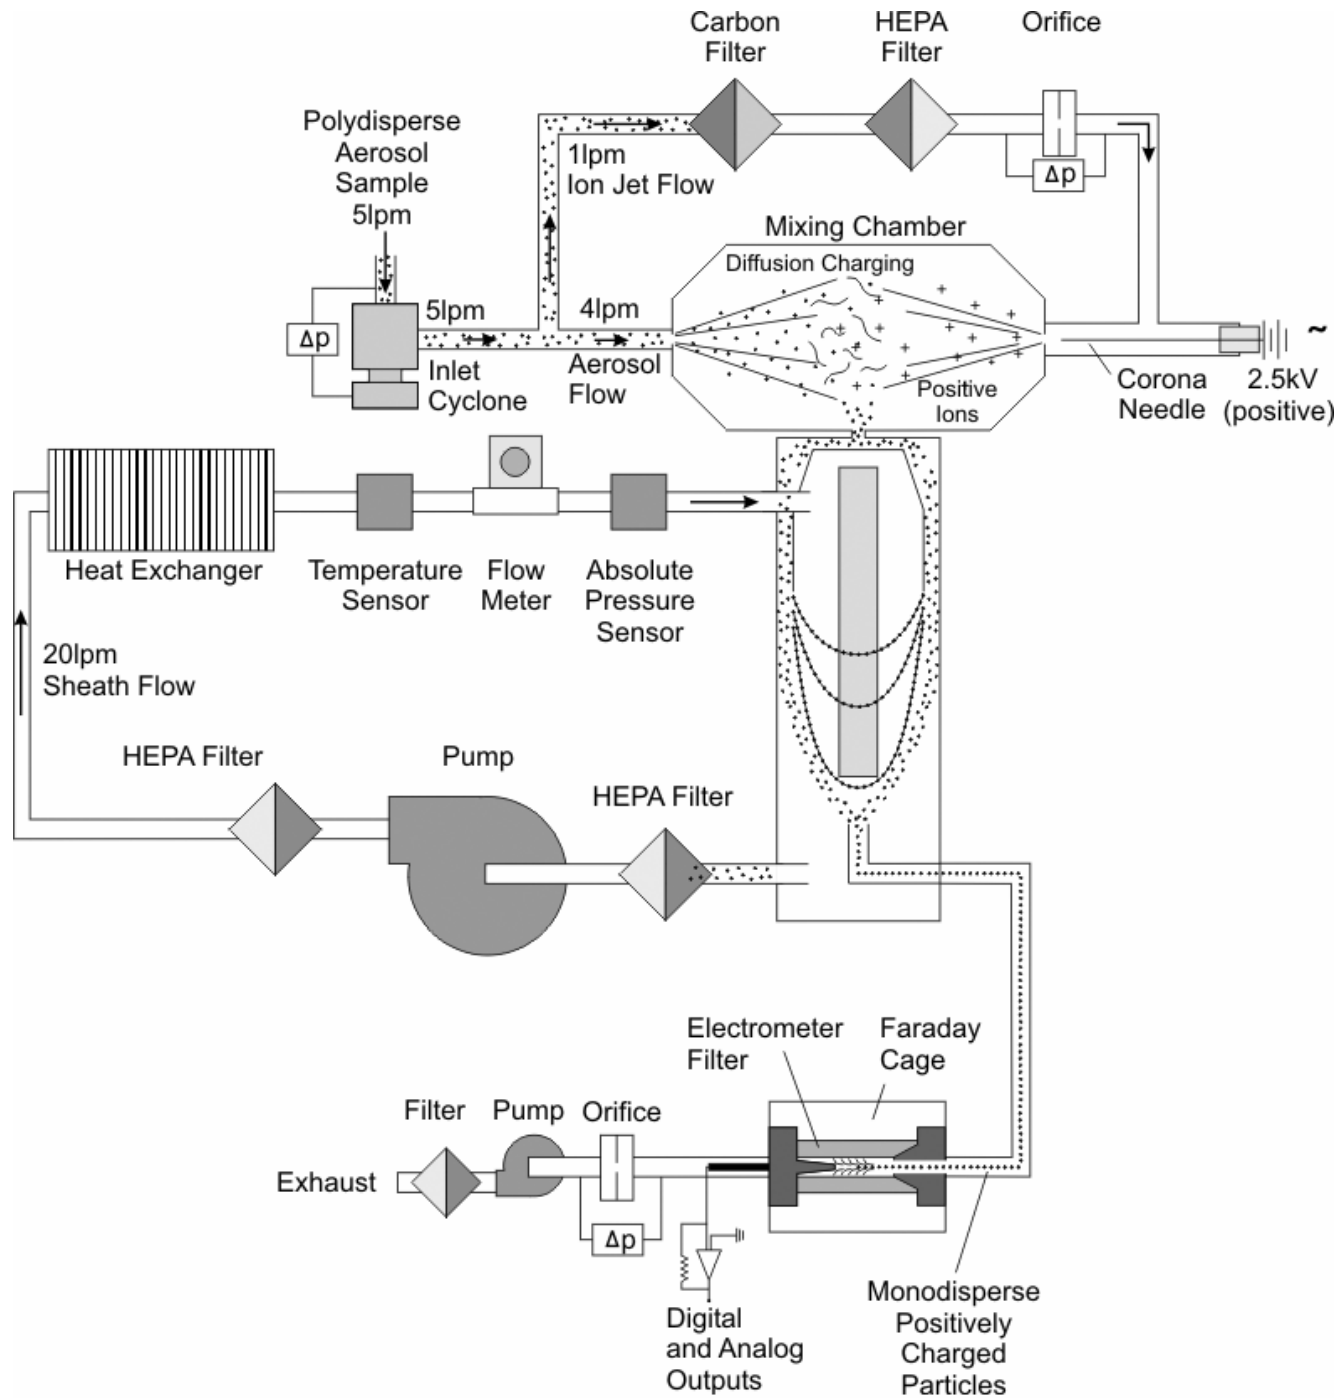 Carbon
Filter
HEPA
Filter
Orifice
Polydisperse
Aerosol
Sample
5lpm
1lpm
Ion Jet Flow
Δp
Mixing Chamber
Diffusion Charging
Δp
5lpm
4lpm
Inlet
Cyclone
Aerosol
Flow
Positive
Ions
Corona
Needle
~
2.5kV
(positive)
Heat Exchanger
Temperature
Sensor
Flow
Meter
Absolute
Pressure
Sensor
20lpm
Sheath Flow
HEPA Filter
Pump
HEPA Filter
Electrometer
Filter
Faraday
Cage
Filter
Pump
Orifice
Exhaust
Δp
Digital
and Analog
Outputs
Monodisperse
Positively
Charged
Particles